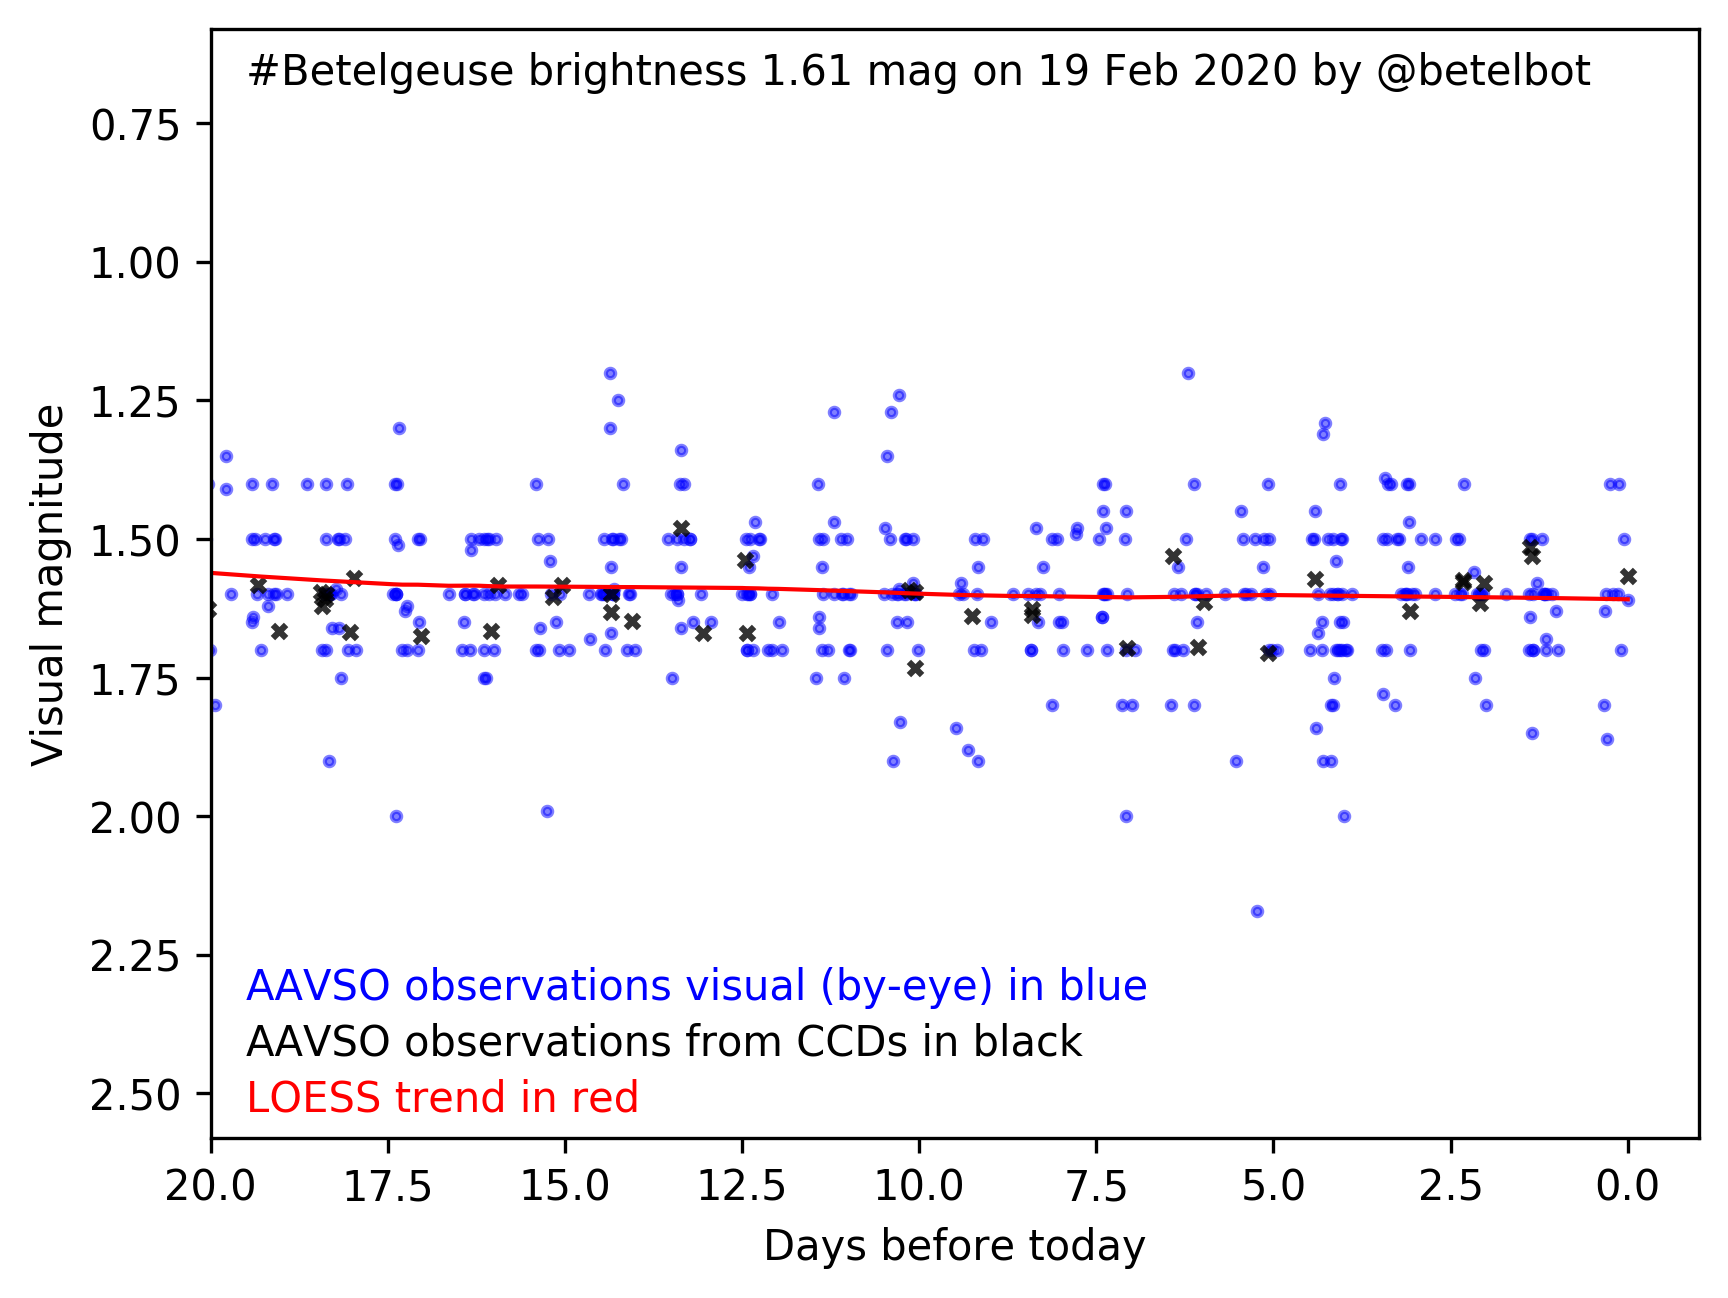 #Betelgeuse brightness 1.61 mag on 19 Feb 2020 by @betelbot
0.75
1.00
1.25
1.50
1.75
2.00
2.25
2.50
Visual magnitude
AAVSO observations visual (by-eye) in blue
AAVSO observations from CCDs in black
LOESS trend in red
20.0 17.5 15.0 12.5 10.0 7.5 5.0 2.5 0.0
Days before today